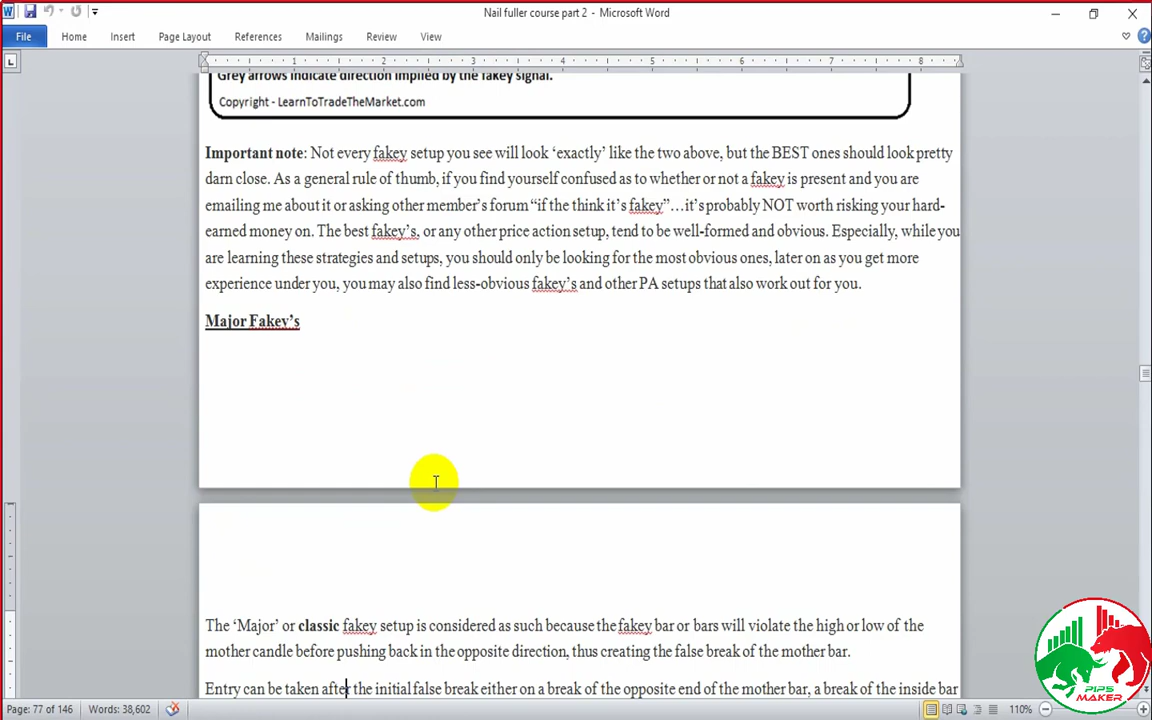 Nail fuller course part 2 - Microsoft Word
File Home Insert Page Layout References Mailings Review View
1 2 3 4 5 6 7 8
Grey arrows indicate direction implied by the fakey signal.
Copyright - LearnToTradeTheMarket.com
Important note: Not every fakey setup you see will look ‘exactly’ like the two above, but the BEST ones should look pretty
darn close. As a general rule of thumb, if you find yourself confused as to whether or not a fakey is present and you are
emailing me about it or asking other member’s forum “if the think it’s fakey”…it’s probably NOT worth risking your hard-
earned money on. The best fakey’s, or any other price action setup, tend to be well-formed and obvious. Especially, while you
are learning these strategies and setups, you should only be looking for the most obvious ones, later on as you get more
experience under you, you may also find less-obvious fakey’s and other PA setups that also work out for you.
Major Fakey’s
The ‘Major’ or classic fakey setup is considered as such because the fakey bar or bars will violate the high or low of the
mother candle before pushing back in the opposite direction, thus creating the false break of the mother bar.
Entry can be taken after the initial false break either on a break of the opposite end of the mother bar, a break of the inside bar
PIPS
MAKER
Page: 77 of 146 Words: 38,602 110%